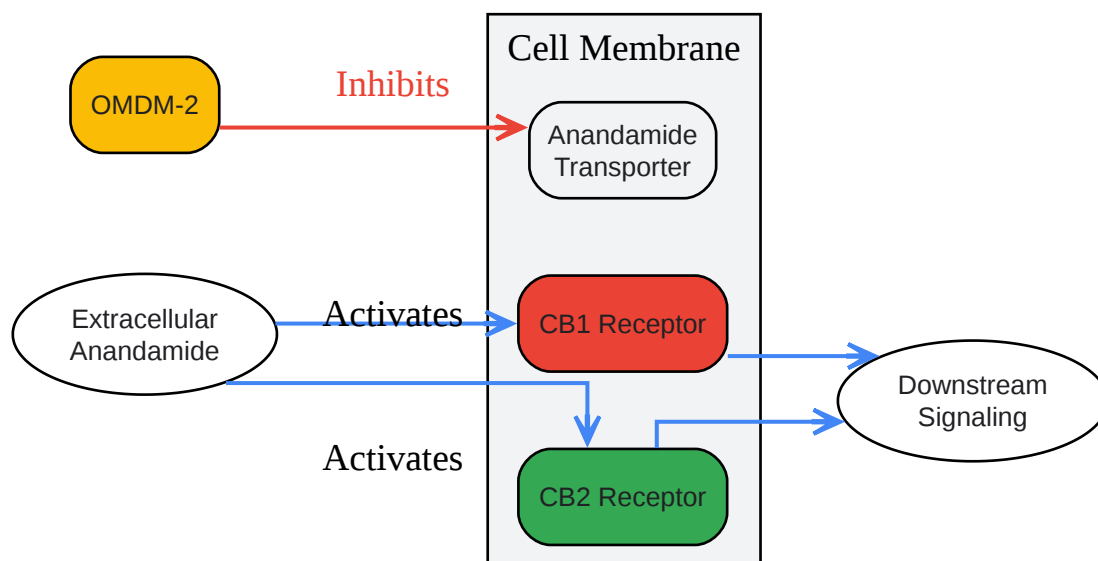 Cell Membrane
OMDM-2
Inhibits
Anandamide
Transporter
Extracellular
Anandamide
Activates
CB1 Receptor
Downstream
Signaling
Activates
CB2 Receptor